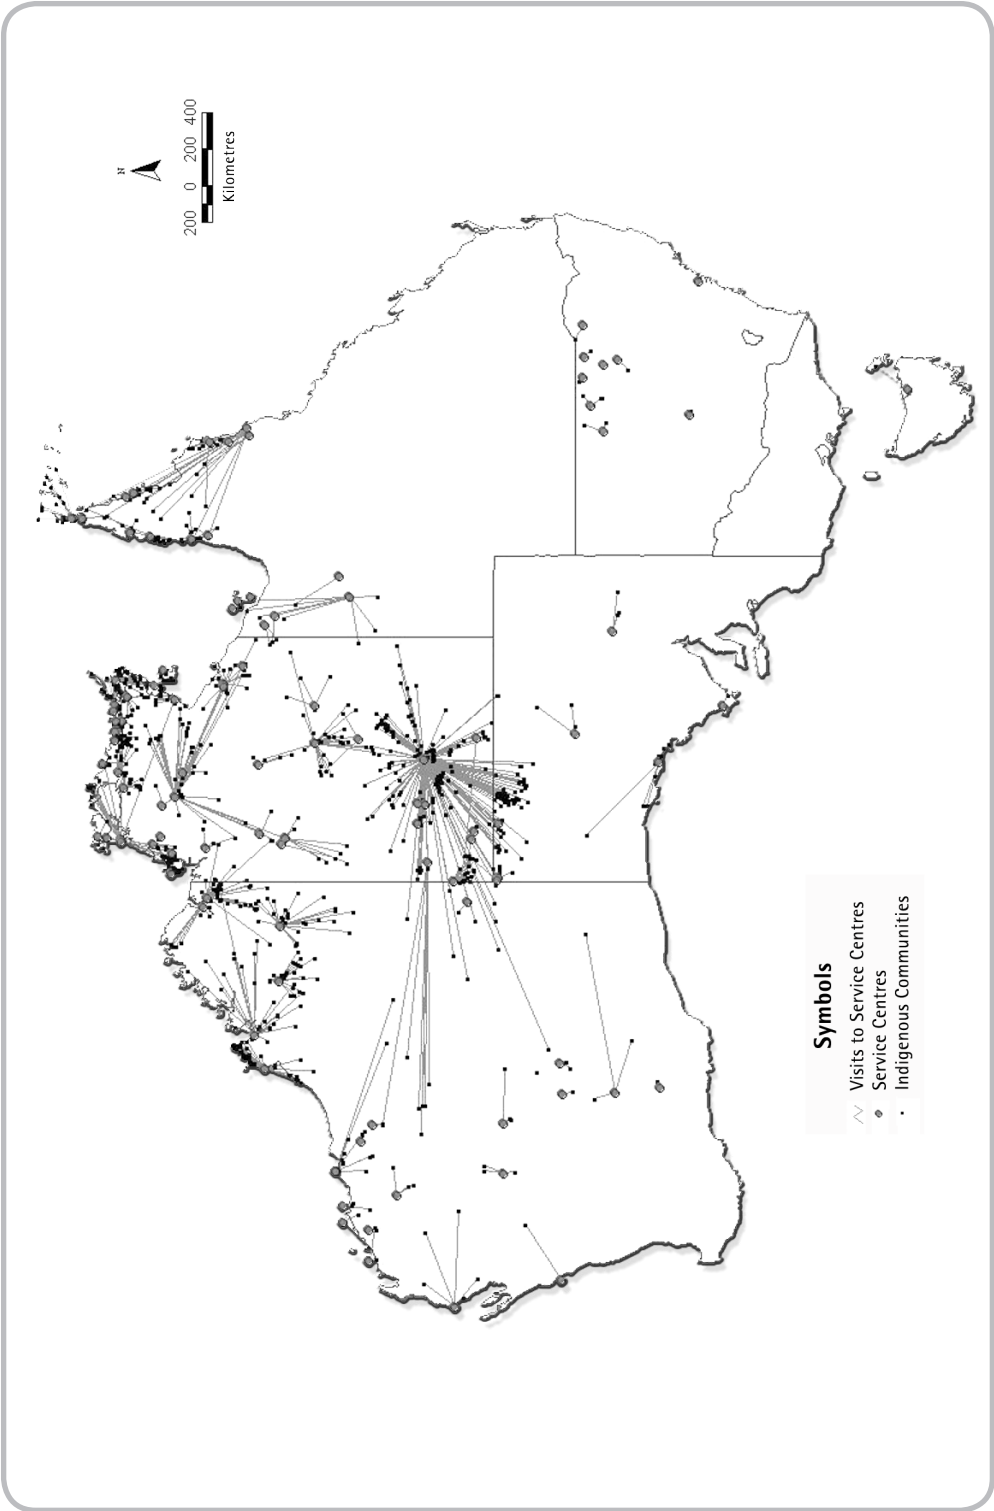 N
200 0 200 400
Kilometres
Symbols
Visits to Service Centres
Service Centres
Indigenous Communities